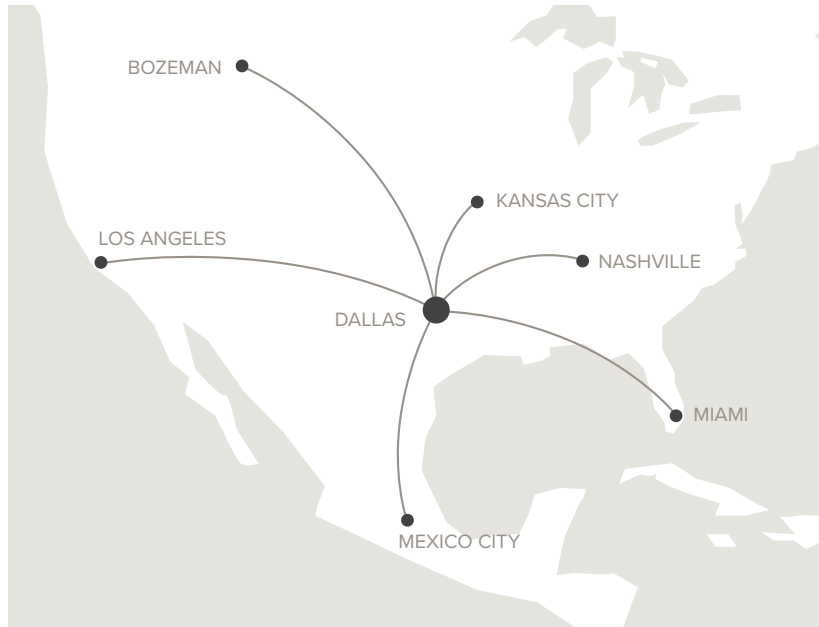 BOZEMAN
KANSAS CITY
LOS ANGELES
NASHVILLE
DALLAS
MIAMI
MEXICO CITY